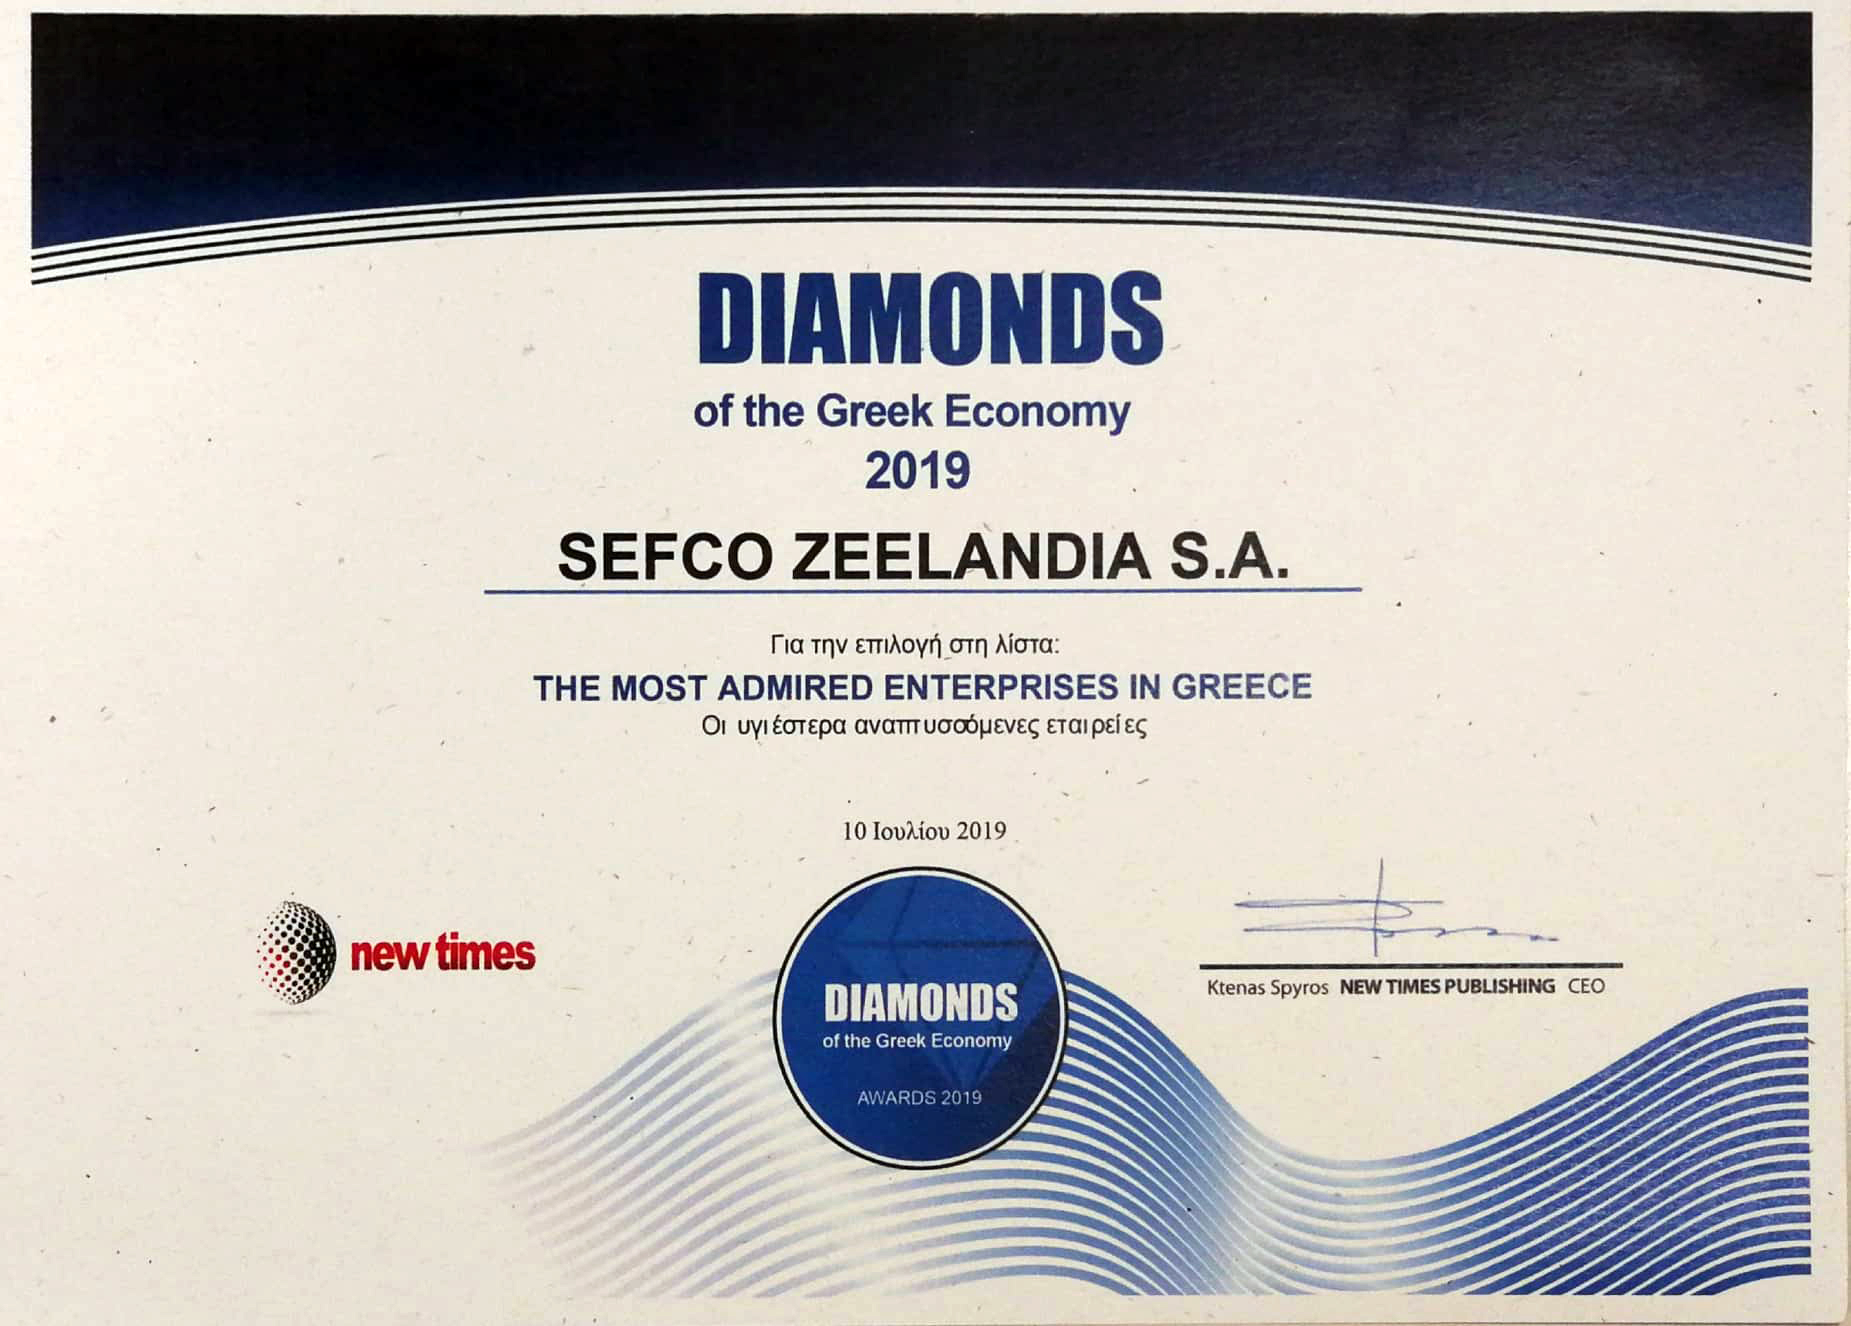 DIAMONDS
of the Greek Economy
2019
SEFCO ZEELANDIA S.A.
Για την επιλογή στη λίστα:
THE MOST ADMIRED ENTERPRISES IN GREECE
Οι υγιέστερα αναπτυσσόμενες εταιρείες
10 Ιουλίου 2019
new times
Ktenas Spyros NEW TIMES PUBLISHING CEO
DIAMONDS
of the Greek Economy
AWARDS 2019